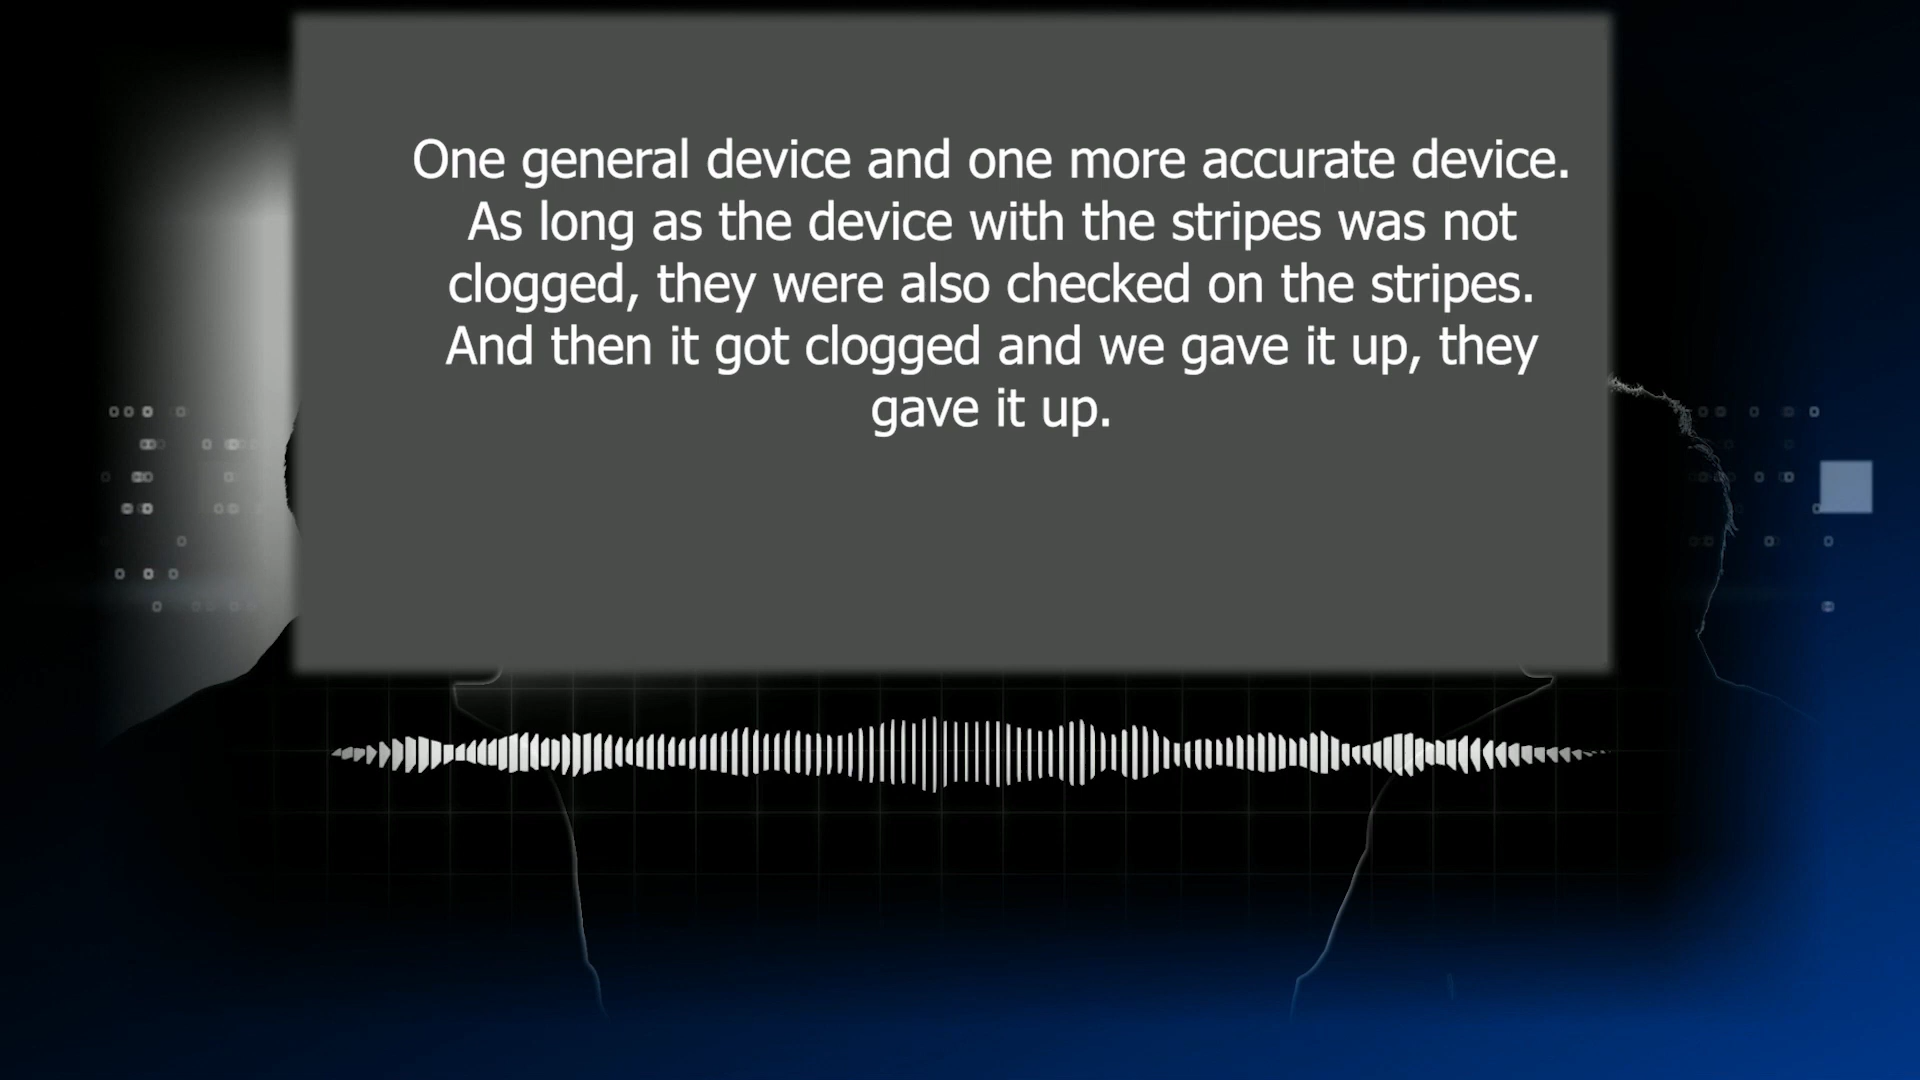 One general device and one more accurate device.
As long as the device with the stripes was not
clogged, they were also checked on the stripes.
And then it got clogged and we gave it up, they
gave it up.